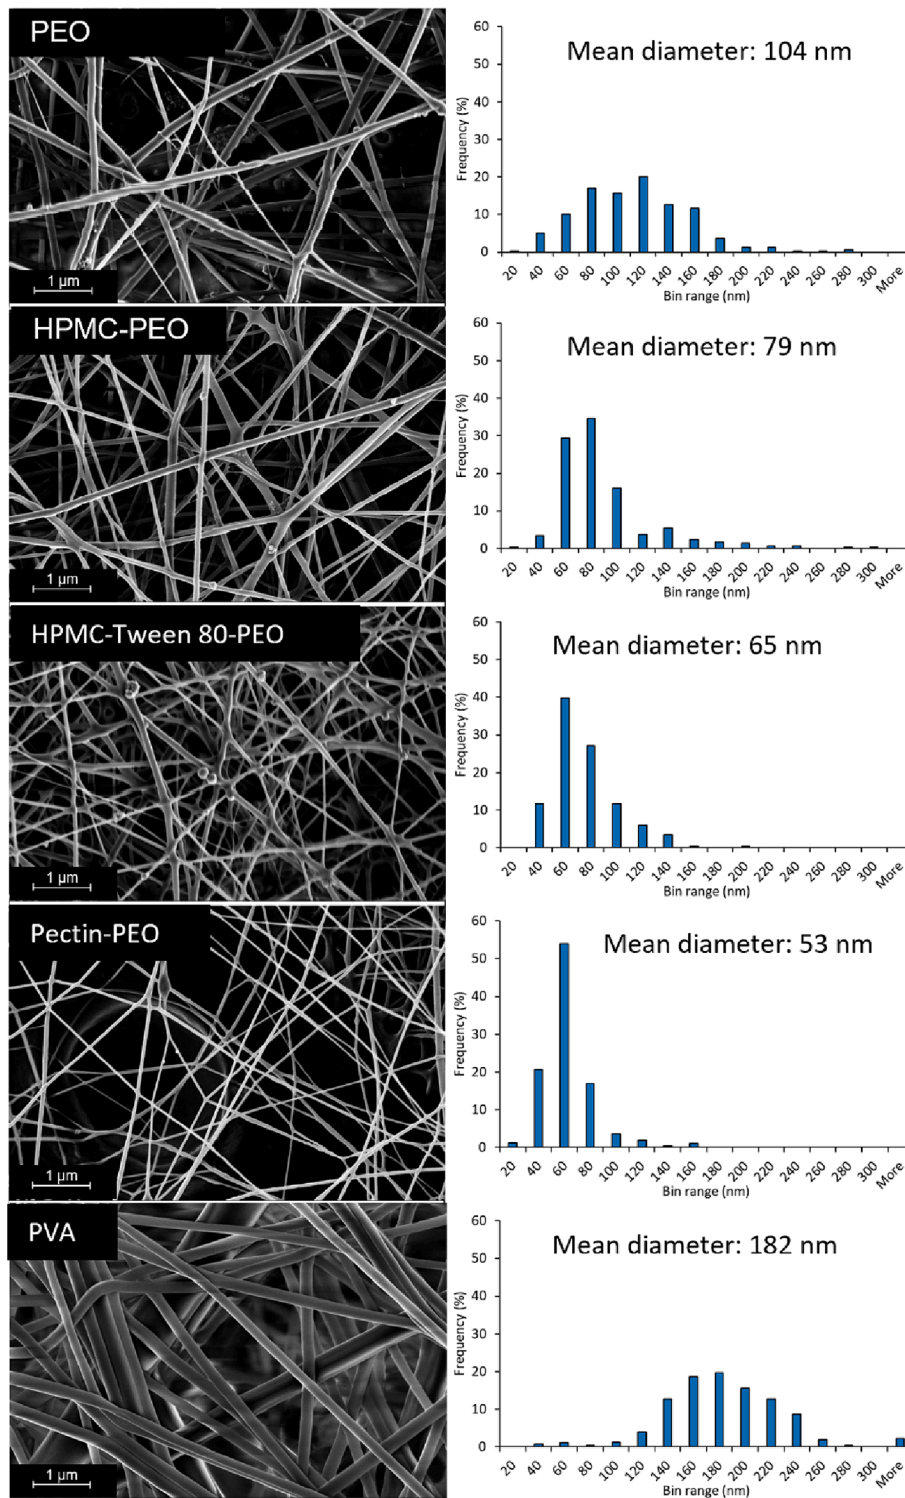 PEO
1 µm
Mean diameter: 104 nm
Frequency (%)
60
50
40
30
20
10
0
20 40 60 80 100 120 140 160 180 200 220 240 260 280 300 More
Bin range (nm)
HPMC-PEO
1 µm
Mean diameter: 79 nm
Frequency (%)
60
50
40
30
20
10
0
20 40 60 80 100 120 140 160 180 200 220 240 260 280 300 More
Bin range (nm)
HPMC-Tween 80-PEO
1 µm
Mean diameter: 65 nm
Frequency (%)
60
50
40
30
20
10
0
20 40 60 80 100 120 140 160 180 200 220 240 260 280 300 More
Bin range (nm)
Pectin-PEO
1 µm
Mean diameter: 53 nm
Frequency (%)
60
50
40
30
20
10
0
20 40 60 80 100 120 140 160 180 200 220 240 260 280 300 More
Bin range (nm)
PVA
1 µm
Mean diameter: 182 nm
Frequency (%)
60
50
40
30
20
10
0
20 40 60 80 100 120 140 160 180 200 220 240 260 280 300 More
Bin range (nm)